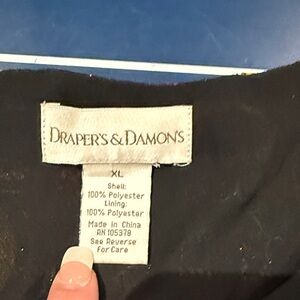 DRAPER'S & DAMON'S
XL
Shell:
100% Polyester
Lining:
100% Polyester
Made in China
RN 105378
See Reverse
For Care